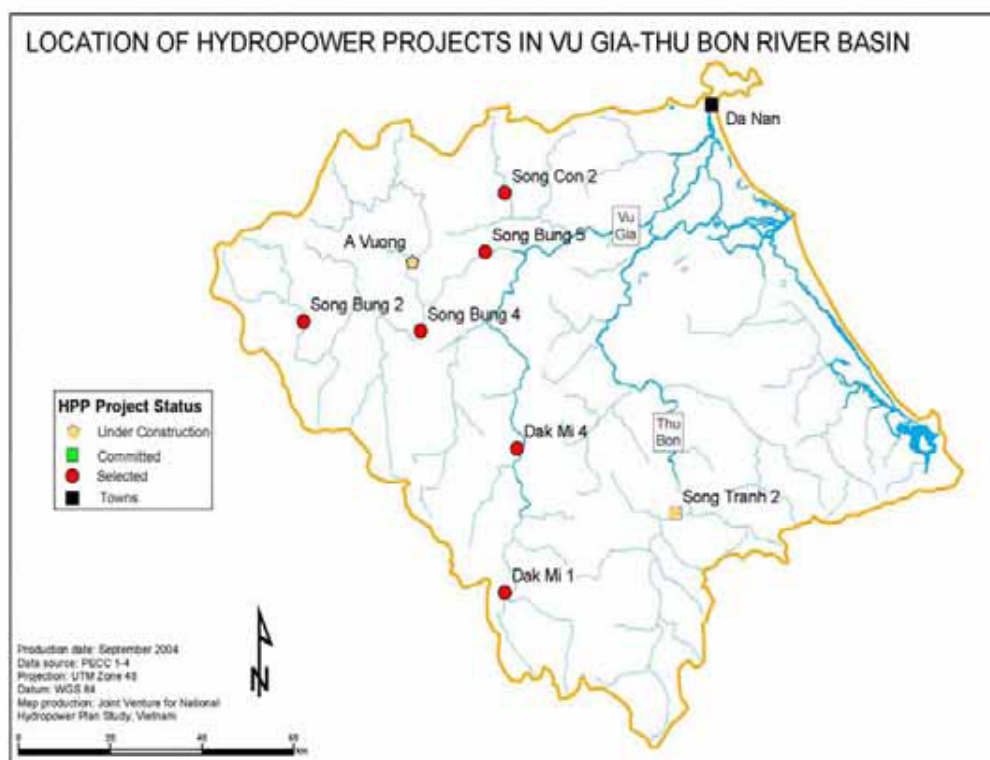 LOCATION OF HYDROPOWER PROJECTS IN VU GIA-THU BON RIVER BASIN
Da Nan
Song Con 2
Vu
Gia
Song Bung 5
A Vuong
Song Bung 2
Song Bung 4
HPP Project Status
Under Construction
Committed
Selected
Towns
Dak Mi 4
Thu
Bon
Song Tranh 2
Dak Mi 1
N
Production date: September 2004
Data source: PECC 1-4
Projection: UTM Zone 48
Datum: WGS 84
Map production: Joint Venture for National
Hydropower Plan Study, Vietnam
0 20 40 60
km